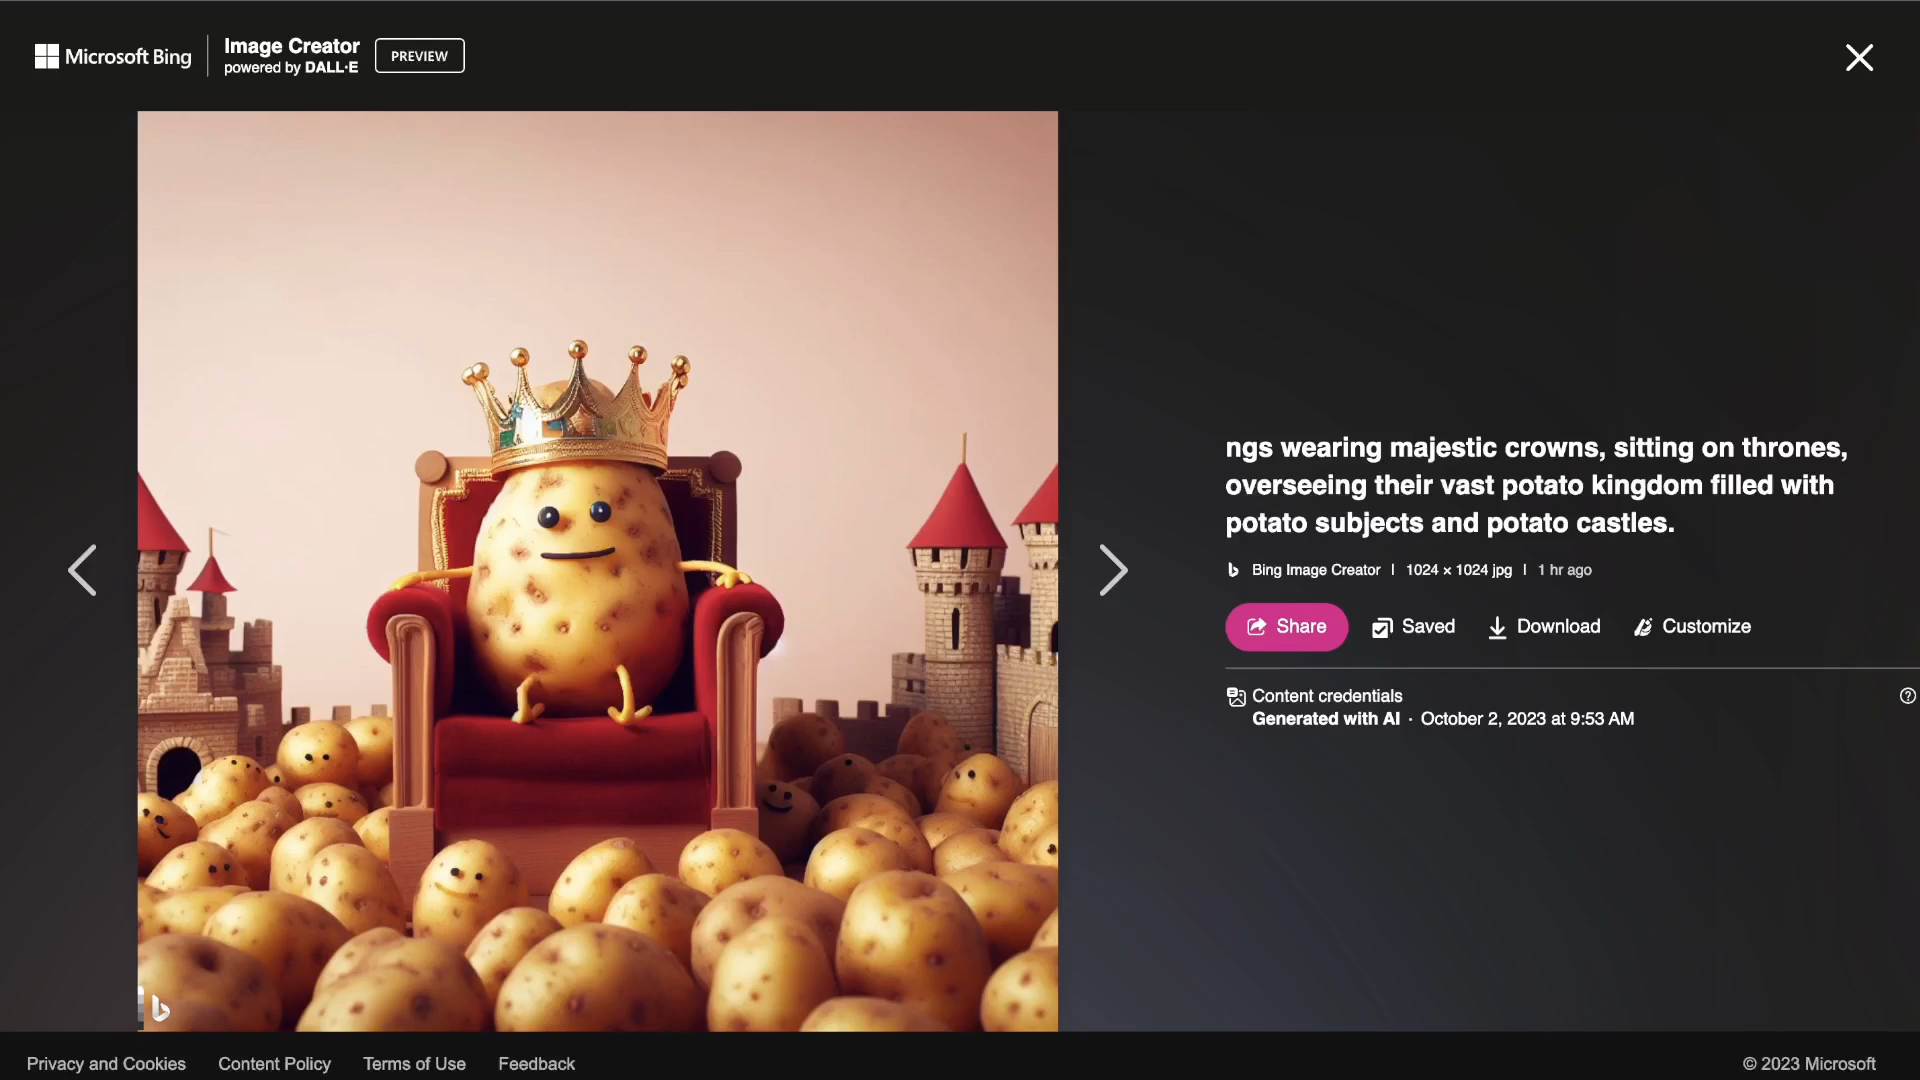 Microsoft Bing
Image Creator
powered by DALL·E
PREVIEW
ngs wearing majestic crowns, sitting on thrones,
overseeing their vast potato kingdom filled with
potato subjects and potato castles.
Bing Image Creator | 1024 × 1024 jpg | 1 hr ago
Share
Saved
Download
Customize
Content credentials
Generated with AI · October 2, 2023 at 9:53 AM
Privacy and Cookies
Content Policy
Terms of Use
Feedback
© 2023 Microsoft